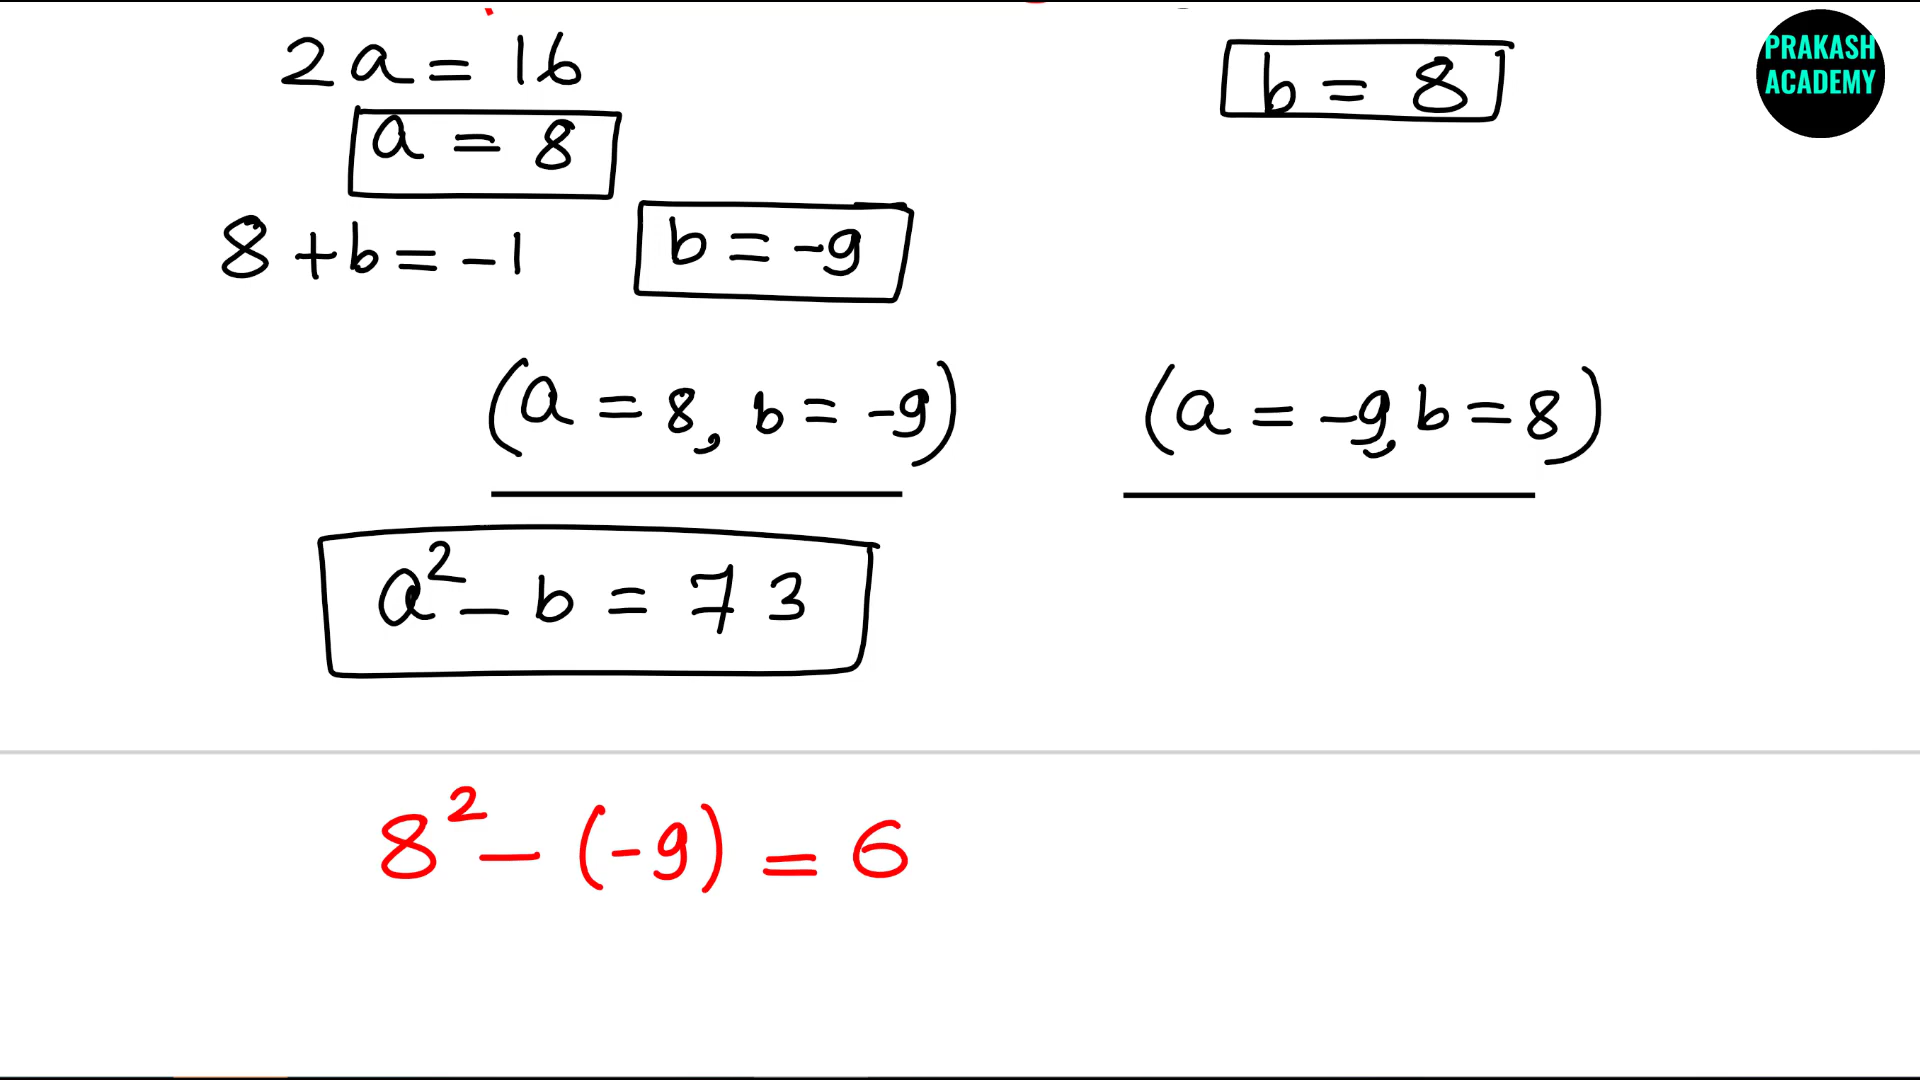 2a = 16
b = 8
PRAKASH
ACADEMY
a = 8
8 + b = -1
b = -9
(a = 8, b = -9)
(a = -9, b = 8)
a² - b = 73
8² - (-9) = 6